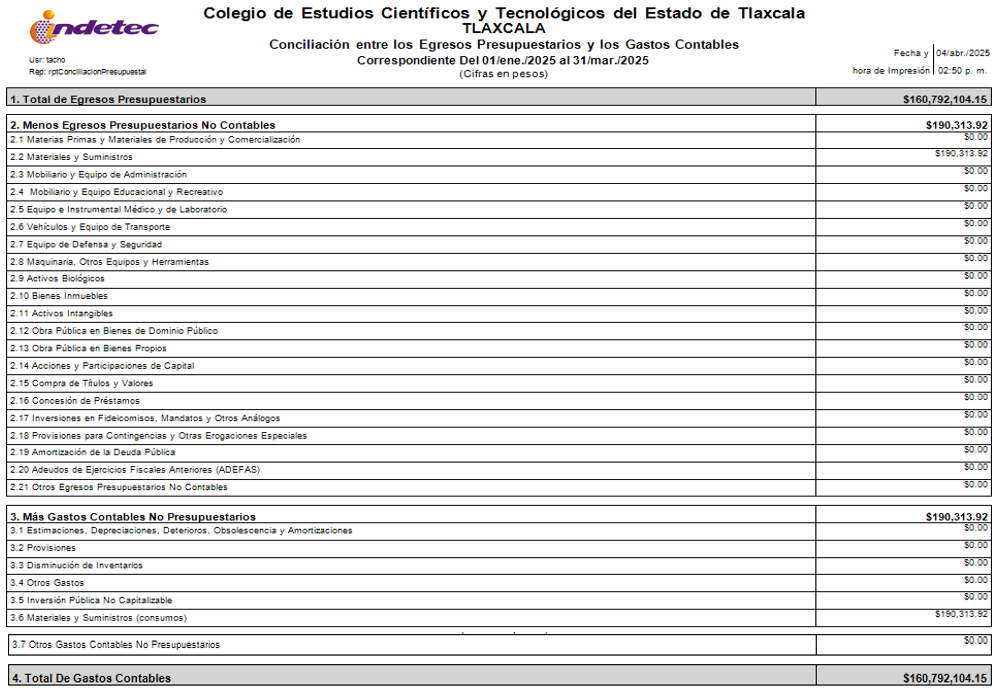 indetec
Colegio de Estudios Científicos y Tecnológicos del Estado de Tlaxcala
TLAXCALA
Conciliación entre los Egresos Presupuestarios y los Gastos Contables
Correspondiente Del 01/ene./2025 al 31/mar./2025
(Cifras en pesos)
Usr: tacho
Rep: rptConciliacionPresupuestal
Fecha y 04/abr./2025
hora de Impresión 02:50 p. m.
1. Total de Egresos Presupuestarios $160,792,104.15
2. Menos Egresos Presupuestarios No Contables $190,313.92
2.1 Materias Primas y Materiales de Producción y Comercialización $0.00
2.2 Materiales y Suministros $190,313.92
2.3 Mobiliario y Equipo de Administración $0.00
2.4 Mobiliario y Equipo Educacional y Recreativo $0.00
2.5 Equipo e Instrumental Médico y de Laboratorio $0.00
2.6 Vehículos y Equipo de Transporte $0.00
2.7 Equipo de Defensa y Seguridad $0.00
2.8 Maquinaria, Otros Equipos y Herramientas $0.00
2.9 Activos Biológicos $0.00
2.10 Bienes Inmuebles $0.00
2.11 Activos Intangibles $0.00
2.12 Obra Pública en Bienes de Dominio Público $0.00
2.13 Obra Pública en Bienes Propios $0.00
2.14 Acciones y Participaciones de Capital $0.00
2.15 Compra de Títulos y Valores $0.00
2.16 Concesión de Préstamos $0.00
2.17 Inversiones en Fideicomisos, Mandatos y Otros Análogos $0.00
2.18 Provisiones para Contingencias y Otras Erogaciones Especiales $0.00
2.19 Amortización de la Deuda Pública $0.00
2.20 Adeudos de Ejercicios Fiscales Anteriores (ADEFAS) $0.00
2.21 Otros Egresos Presupuestarios No Contables $0.00
3. Más Gastos Contables No Presupuestarios $190,313.92
3.1 Estimaciones, Depreciaciones, Deterioros, Obsolescencia y Amortizaciones $0.00
3.2 Provisiones $0.00
3.3 Disminución de Inventarios $0.00
3.4 Otros Gastos $0.00
3.5 Inversión Pública No Capitalizable $0.00
3.6 Materiales y Suministros (consumos) $190,313.92
3.7 Otros Gastos Contables No Presupuestarios $0.00
4. Total De Gastos Contables $160,792,104.15